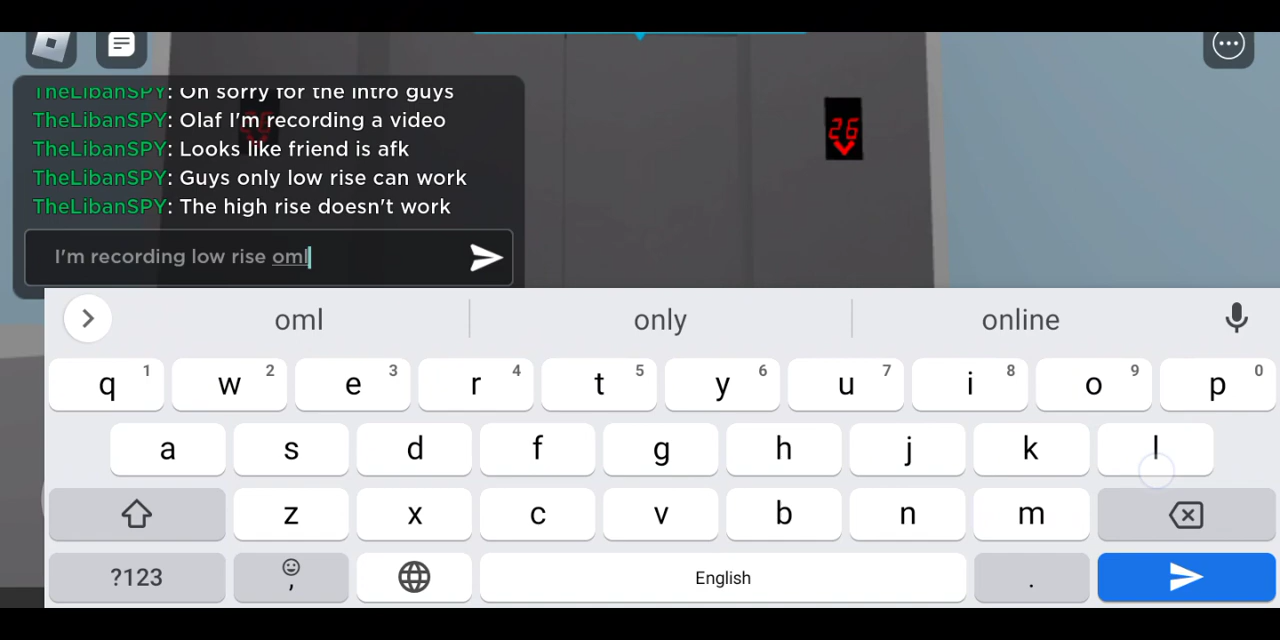 TheLibanSPY: Oh sorry for the intro guys
TheLibanSPY: Olaf I'm recording a video
TheLibanSPY: Looks like friend is afk
TheLibanSPY: Guys only low rise can work
TheLibanSPY: The high rise doesn't work
I'm recording low rise oml
26
26
oml only online
q 1 w 2 e 3 r 4 t 5 y 6 u 7 i 8 o 9 p 0
a s d f g h j k l
z x c v b n m
?123 , English .